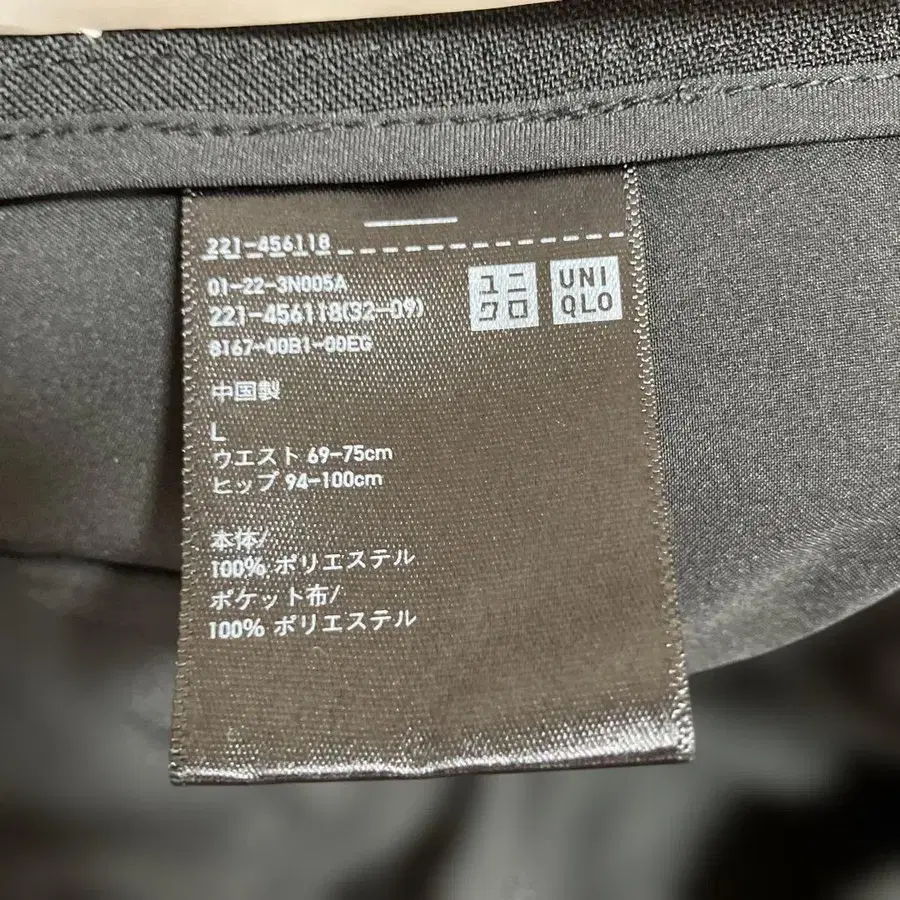 221-456118
01-22-3N005A
221-456118(32-09)
8167-00B1-00EG
ユニ
クロ
UNI
QLO
中国製
L
ウエスト 69-75cm
ヒップ 94-100cm
本体/
100% ポリエステル
ポケット布/
100% ポリエステル